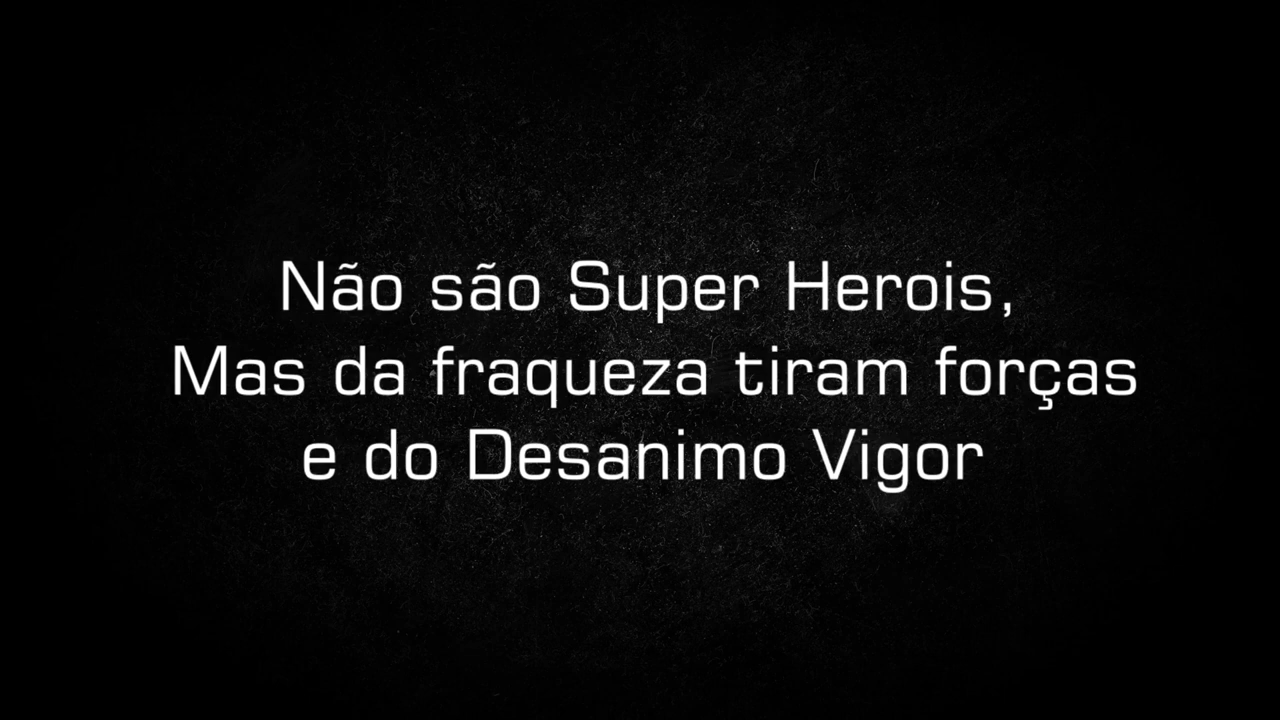 Não são Super Herois,
Mas da fraqueza tiram forças
e do Desanimo Vigor